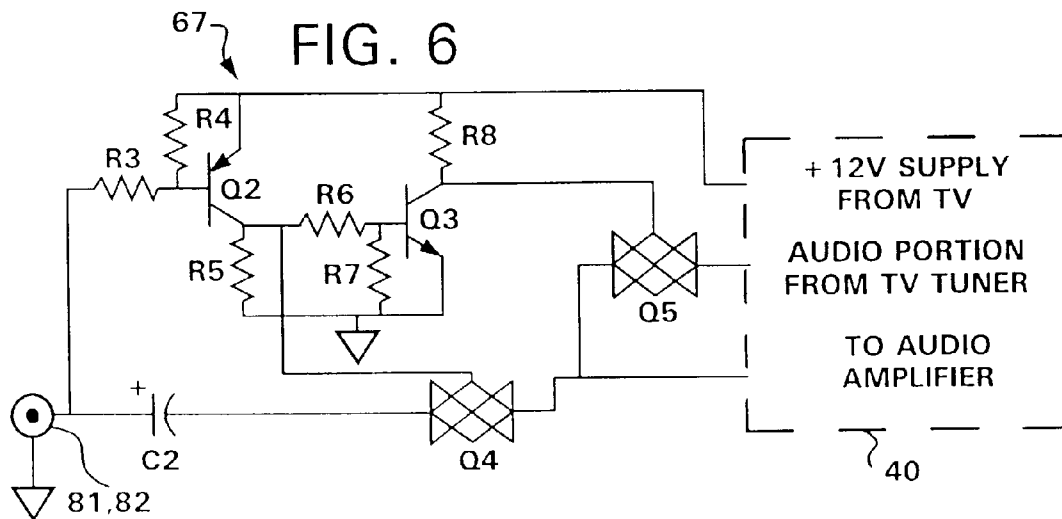 67
FIG. 6
R4
R8
R3
+12V SUPPLY
FROM TV
Q2
R6
Q3
AUDIO PORTION
FROM TV TUNER
R5
R7
Q5
TO AUDIO
AMPLIFIER
+
C2
Q4
40
81,82